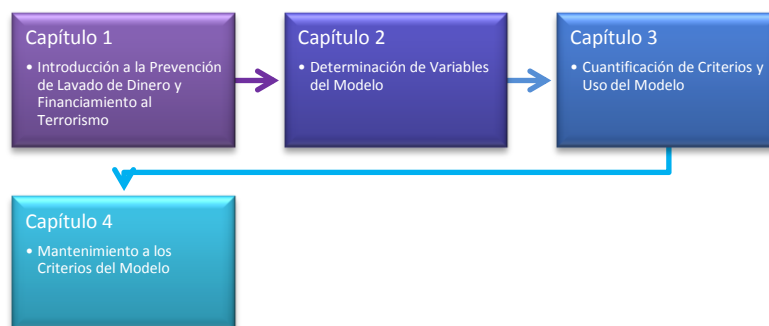 Capítulo 1
• Introducción a la Prevención
de Lavado de Dinero y
Financiamiento al
Terrorismo
Capítulo 2
• Determinación de Variables
del Modelo
Capítulo 3
• Cuantificación de Criterios y
Uso del Modelo
Capítulo 4
• Mantenimiento a los
Criterios del Modelo